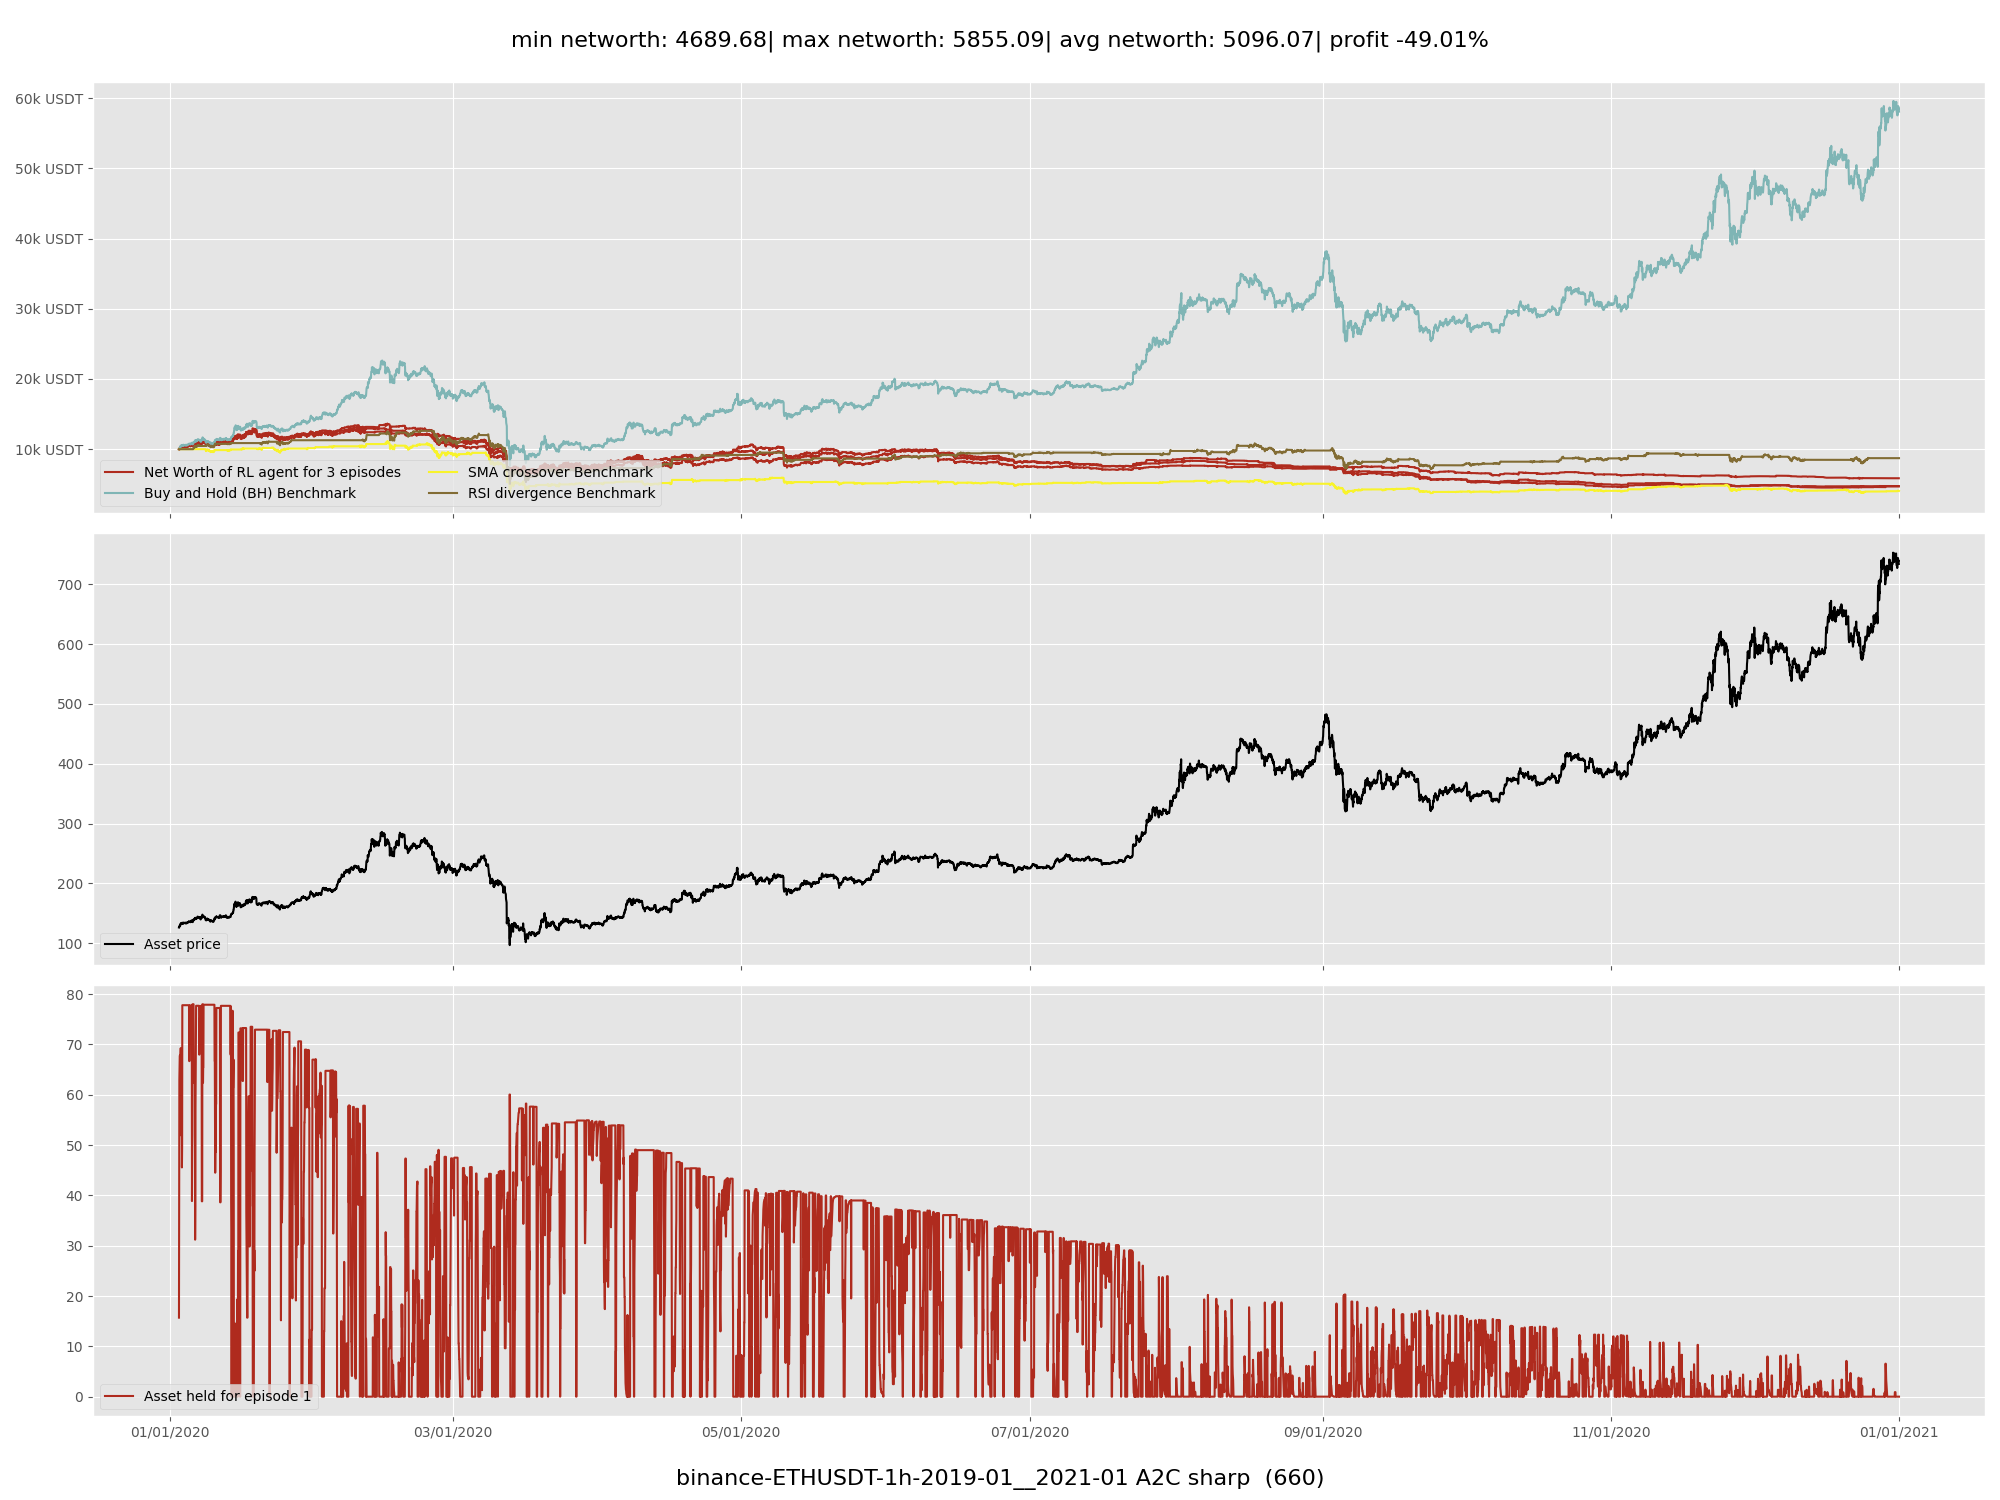 min networth: 4689.68| max networth: 5855.09| avg networth: 5096.07| profit -49.01%
60k USDT
50k USDT
40k USDT
30k USDT
20k USDT
10k USDT
Net Worth of RL agent for 3 episodes
Buy and Hold (BH) Benchmark
SMA crossover Benchmark
RSI divergence Benchmark
700
600
500
400
300
200
100
Asset price
80
70
60
50
40
30
20
10
0
Asset held for episode 1
01/01/2020 03/01/2020 05/01/2020 07/01/2020 09/01/2020 11/01/2020 01/01/2021
binance-ETHUSDT-1h-2019-01__2021-01 A2C sharp (660)